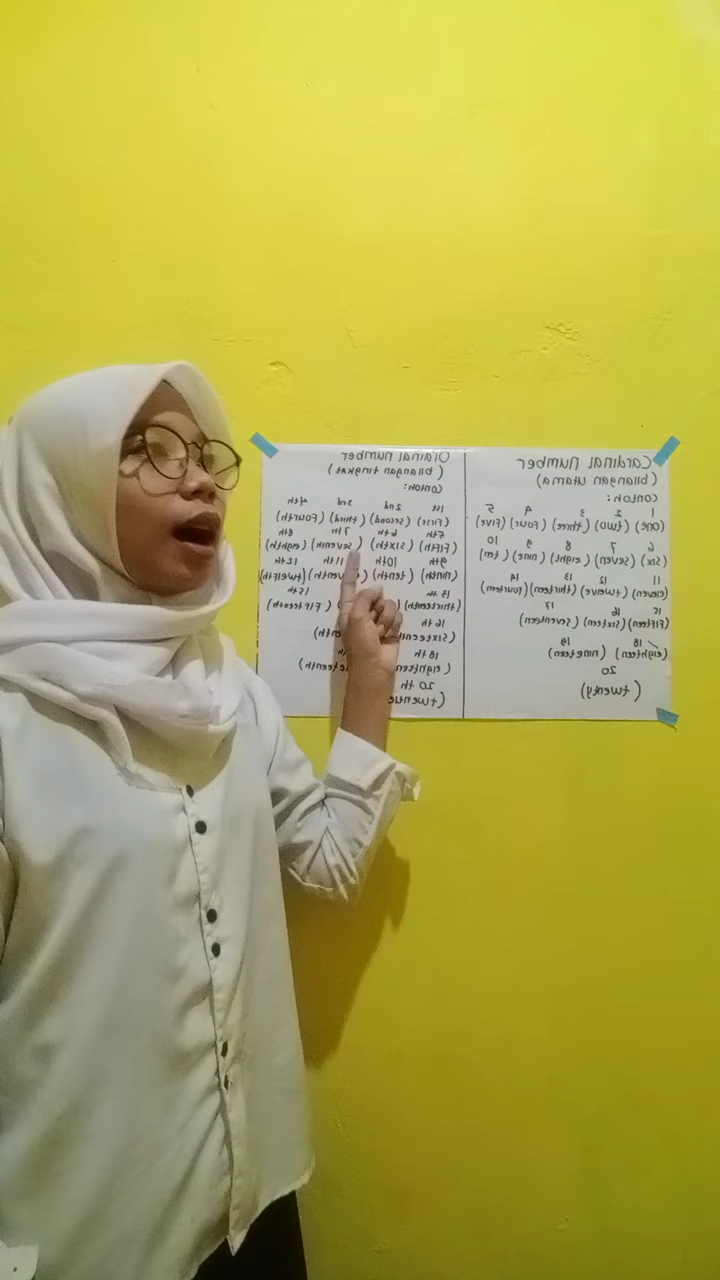 Cardinal number
(bilangan utama)
Contoh:
1 2 3 4 5
(one) (two) (three) (four) (five)
6 7 8 9 10
(six) (seven) (eight) (nine) (ten)
11 12 13 14
(eleven) (twelve) (thirteen) (fourteen)
15 16 17
(Fifteen) (sixteen) (seventeen)
18 19
(eighteen) (nineteen)
20
(twenty)
Ordinal number
(bilangan tingkat)
Contoh:
1st 2nd 3rd 4th
(First) (Second) (third) (Fourth)
5th 6th 7th 8th
(Fifth) (sixth) (seventh) (eighth)
9th 10th 11th 12th
(ninth) (tenth)
13th 15th
(thirteenth) (Fifteenth)
16th
(sixteenth)
18th
20th